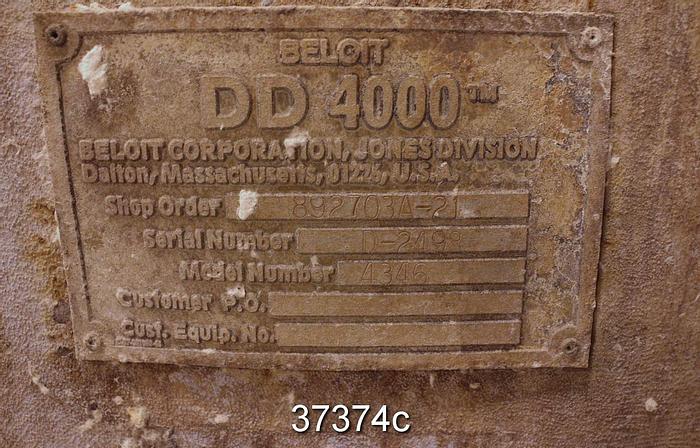 BELOIT
DD 4000™
BELOIT CORPORATION, JONES DIVISION
Dalton, Massachusetts, 01226, U.S.A.
Shop Order 892703A-21
Serial Number D-2498
Model Number 4346
Customer P.O.
Cust. Equip. No.
37374c